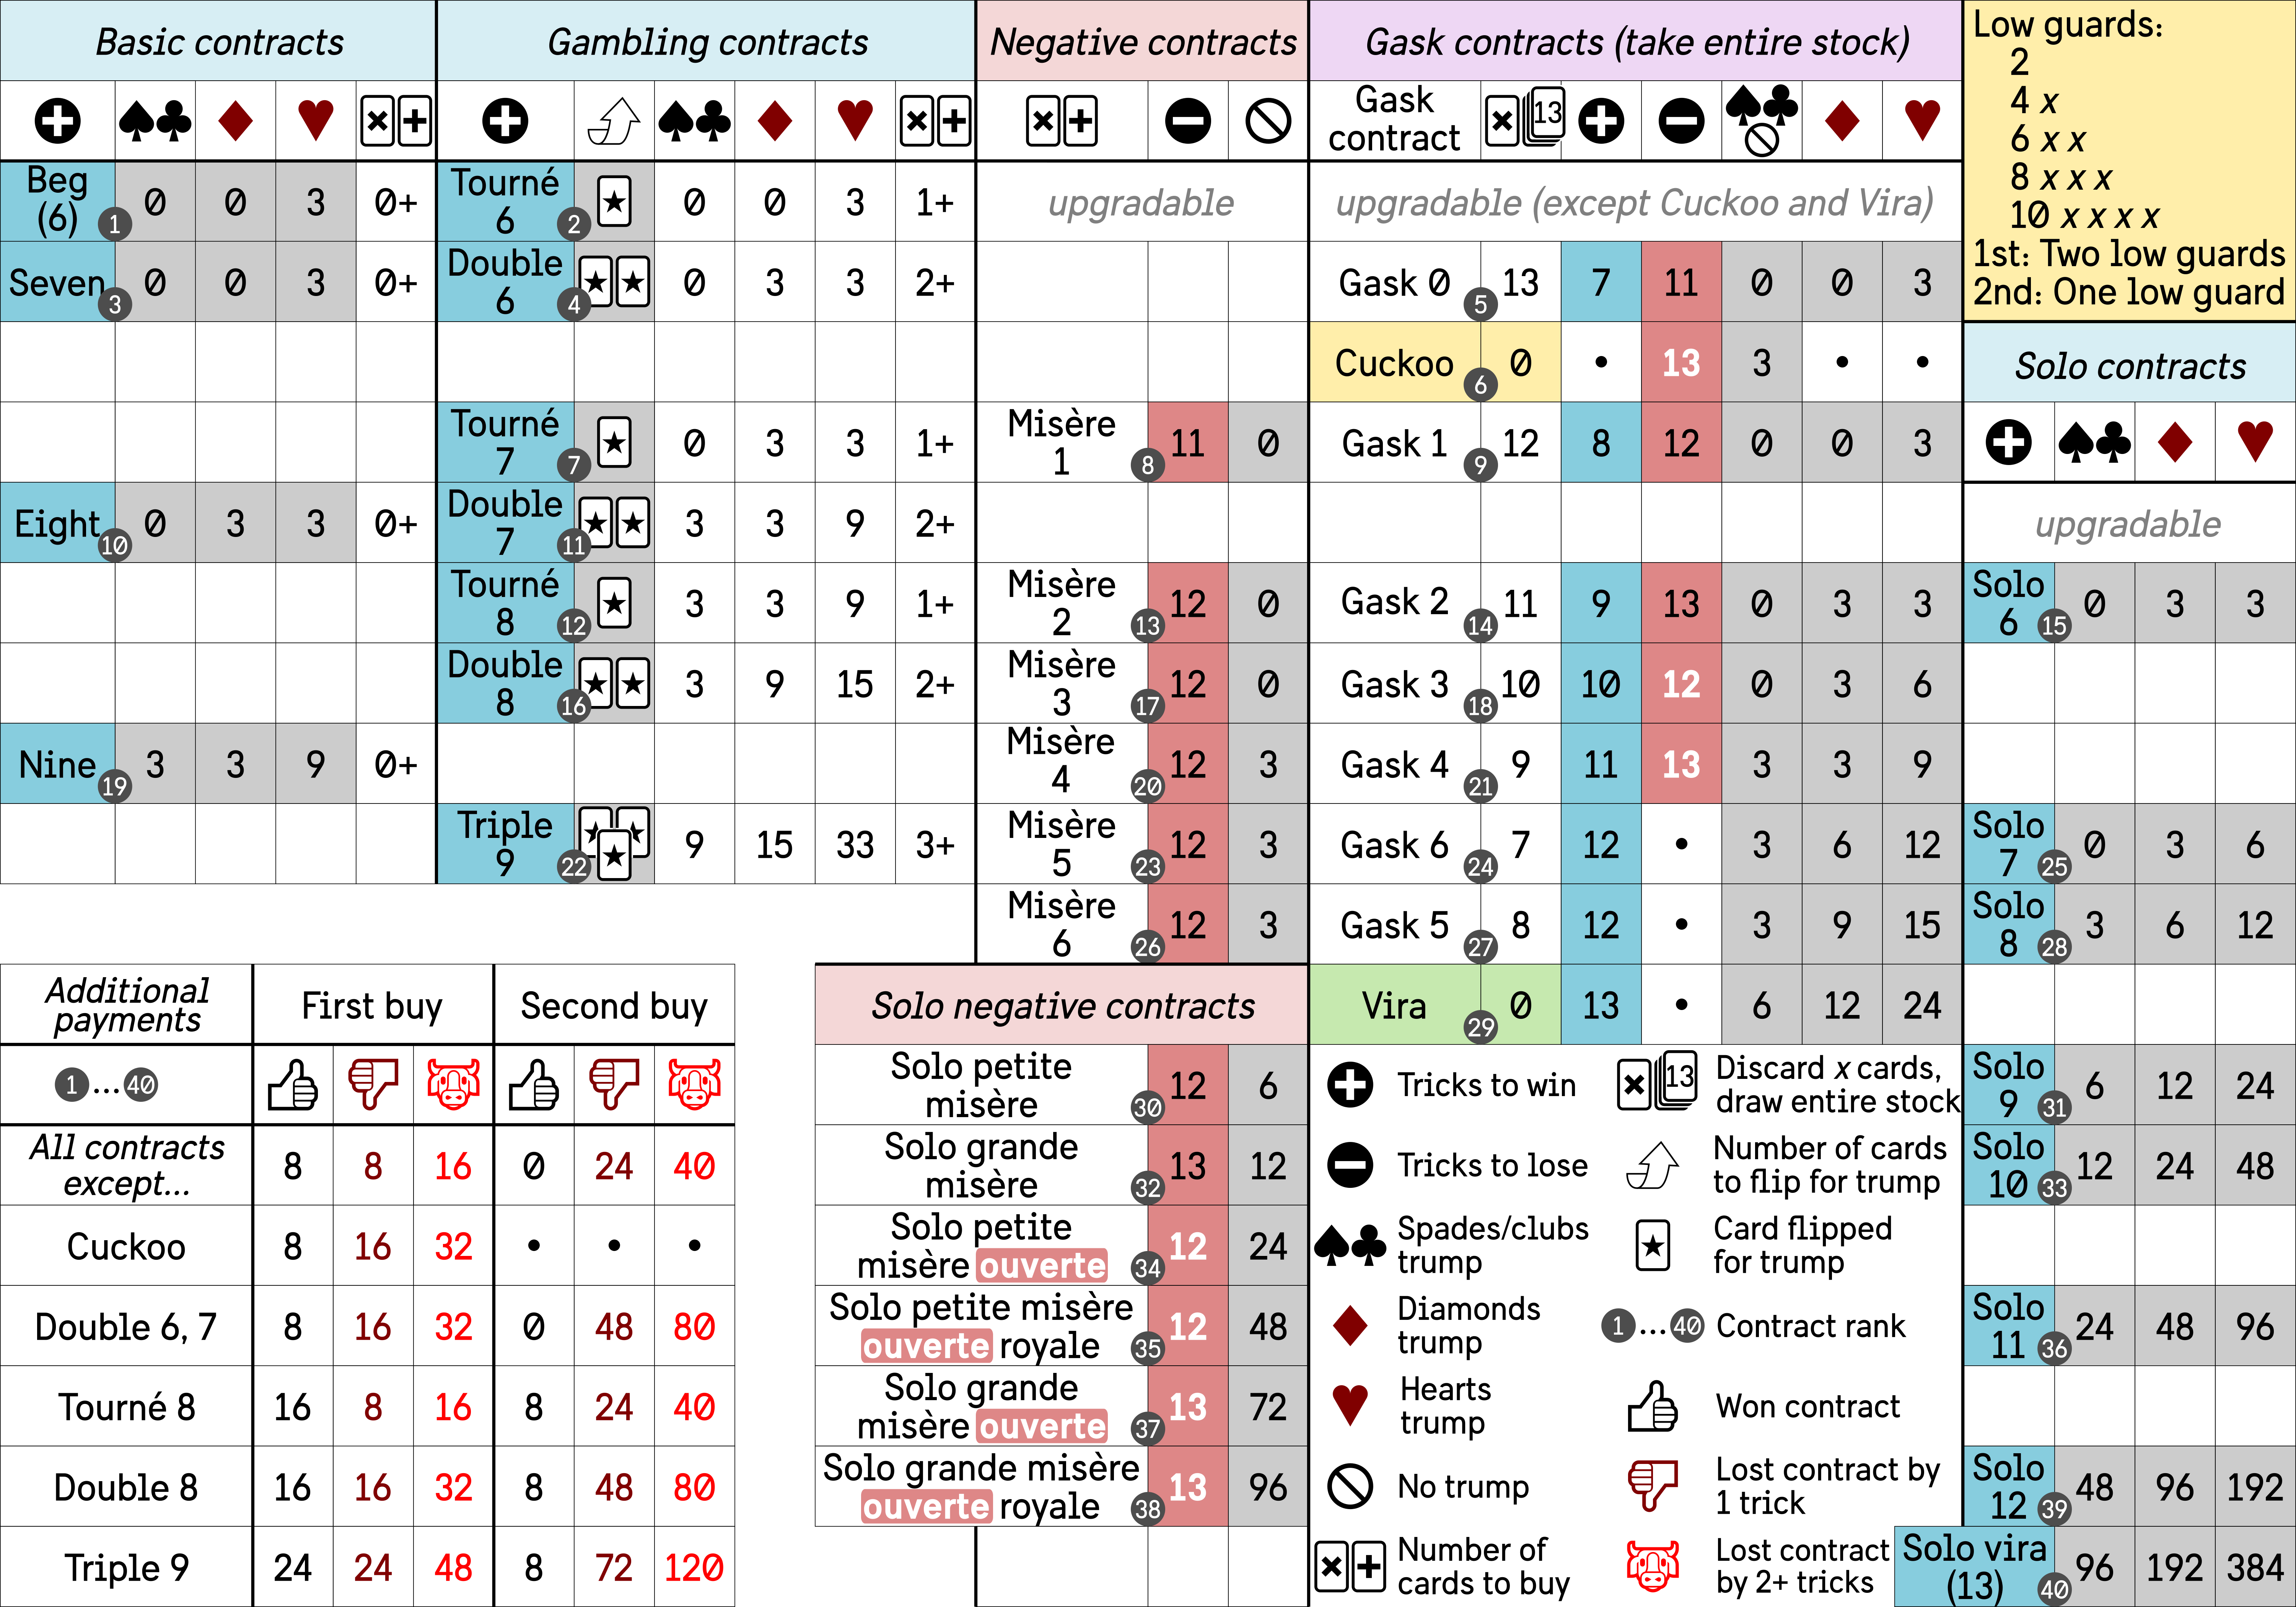 Basic contracts
Beg (6) 1 0 0 3 0+
Seven 3 0 0 3 0+
Eight 10 0 3 3 0+
Nine 19 3 3 9 0+
Gambling contracts
Tourné 6 2 ★ 0 0 3 1+
Double 6 4 ★ ★ 0 3 3 2+
Tourné 7 7 ★ 0 3 3 1+
Double 7 11 ★ ★ 3 3 9 2+
Tourné 8 12 ★ 3 3 9 1+
Double 8 16 ★ ★ 3 9 15 2+
Triple 9 22 ★ ★ ★ 9 15 33 3+
Negative contracts
upgradable
Misère 1 8 11 0
Misère 2 13 12 0
Misère 3 17 12 0
Misère 4 20 12 3
Misère 5 23 12 3
Misère 6 26 12 3
Gask contracts (take entire stock)
Gask contract × 13
upgradable (except Cuckoo and Vira)
Gask 0 5 13 7 11 0 0 3
Cuckoo 6 0 • 13 3 • •
Gask 1 9 12 8 12 0 0 3
Gask 2 14 11 9 13 0 3 3
Gask 3 18 10 10 12 0 3 6
Gask 4 21 9 11 13 3 3 9
Gask 6 24 7 12 • 3 6 12
Gask 5 27 8 12 • 3 9 15
Vira 29 0 13 • 6 12 24
Low guards:
2
4 x
6 x x
8 x x x
10 x x x x
1st: Two low guards
2nd: One low guard
Solo contracts
upgradable
Solo 6 15 0 3 3
Solo 7 25 0 3 6
Solo 8 28 3 6 12
Solo 9 31 6 12 24
Solo 10 33 12 24 48
Solo 11 36 24 48 96
Solo 12 39 48 96 192
Solo vira (13) 40 96 192 384
Additional payments First buy Second buy
1...40
All contracts except... 8 8 16 0 24 40
Cuckoo 8 16 32 • • •
Double 6, 7 8 16 32 0 48 80
Tourné 8 16 8 16 8 24 40
Double 8 16 16 32 8 48 80
Triple 9 24 24 48 8 72 120
Solo negative contracts
Solo petite misère 30 12 6
Solo grande misère 32 13 12
Solo petite misère ouverte 34 12 24
Solo petite misère ouverte royale 35 12 48
Solo grande misère ouverte 37 13 72
Solo grande misère ouverte royale 38 13 96
Tricks to win
Tricks to lose
Spades/clubs trump
Diamonds trump
Hearts trump
No trump
Number of cards to buy
× 13 Discard x cards, draw entire stock
Number of cards to flip for trump
Card flipped for trump
1...40 Contract rank
Won contract
Lost contract by 1 trick
Lost contract by 2+ tricks